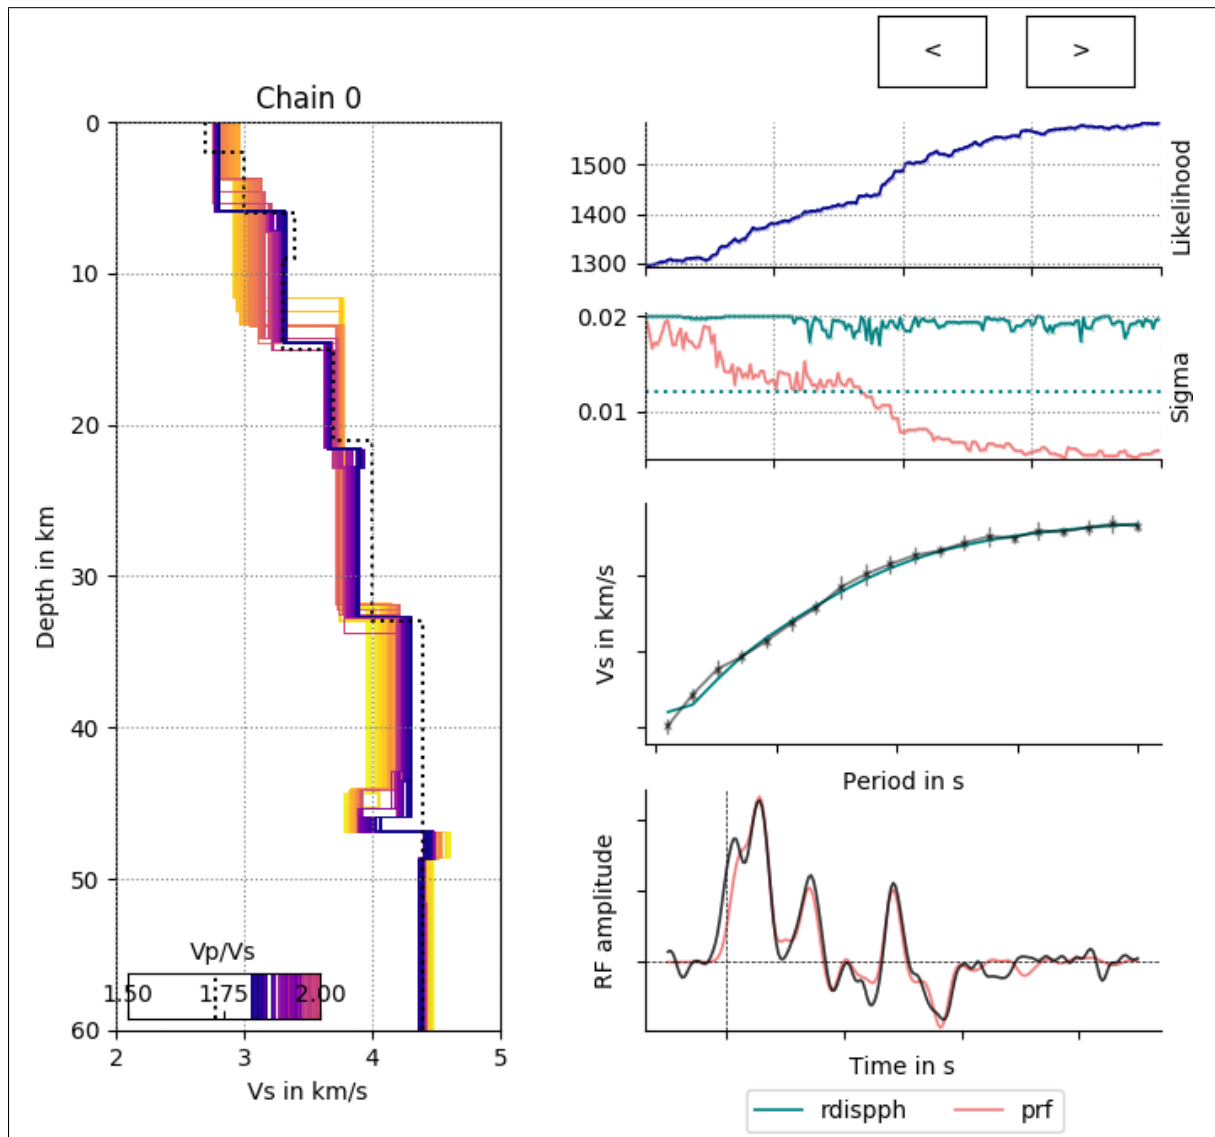 < >
Chain 0
0
10
20
30
40
50
60
Depth in km
Vp/Vs
1.50 1.75 2.00
2 3 4 5
Vs in km/s
1500
1400
1300
Likelihood
0.02
0.01
Sigma
Vs in km/s
Period in s
RF amplitude
Time in s
rdispph prf